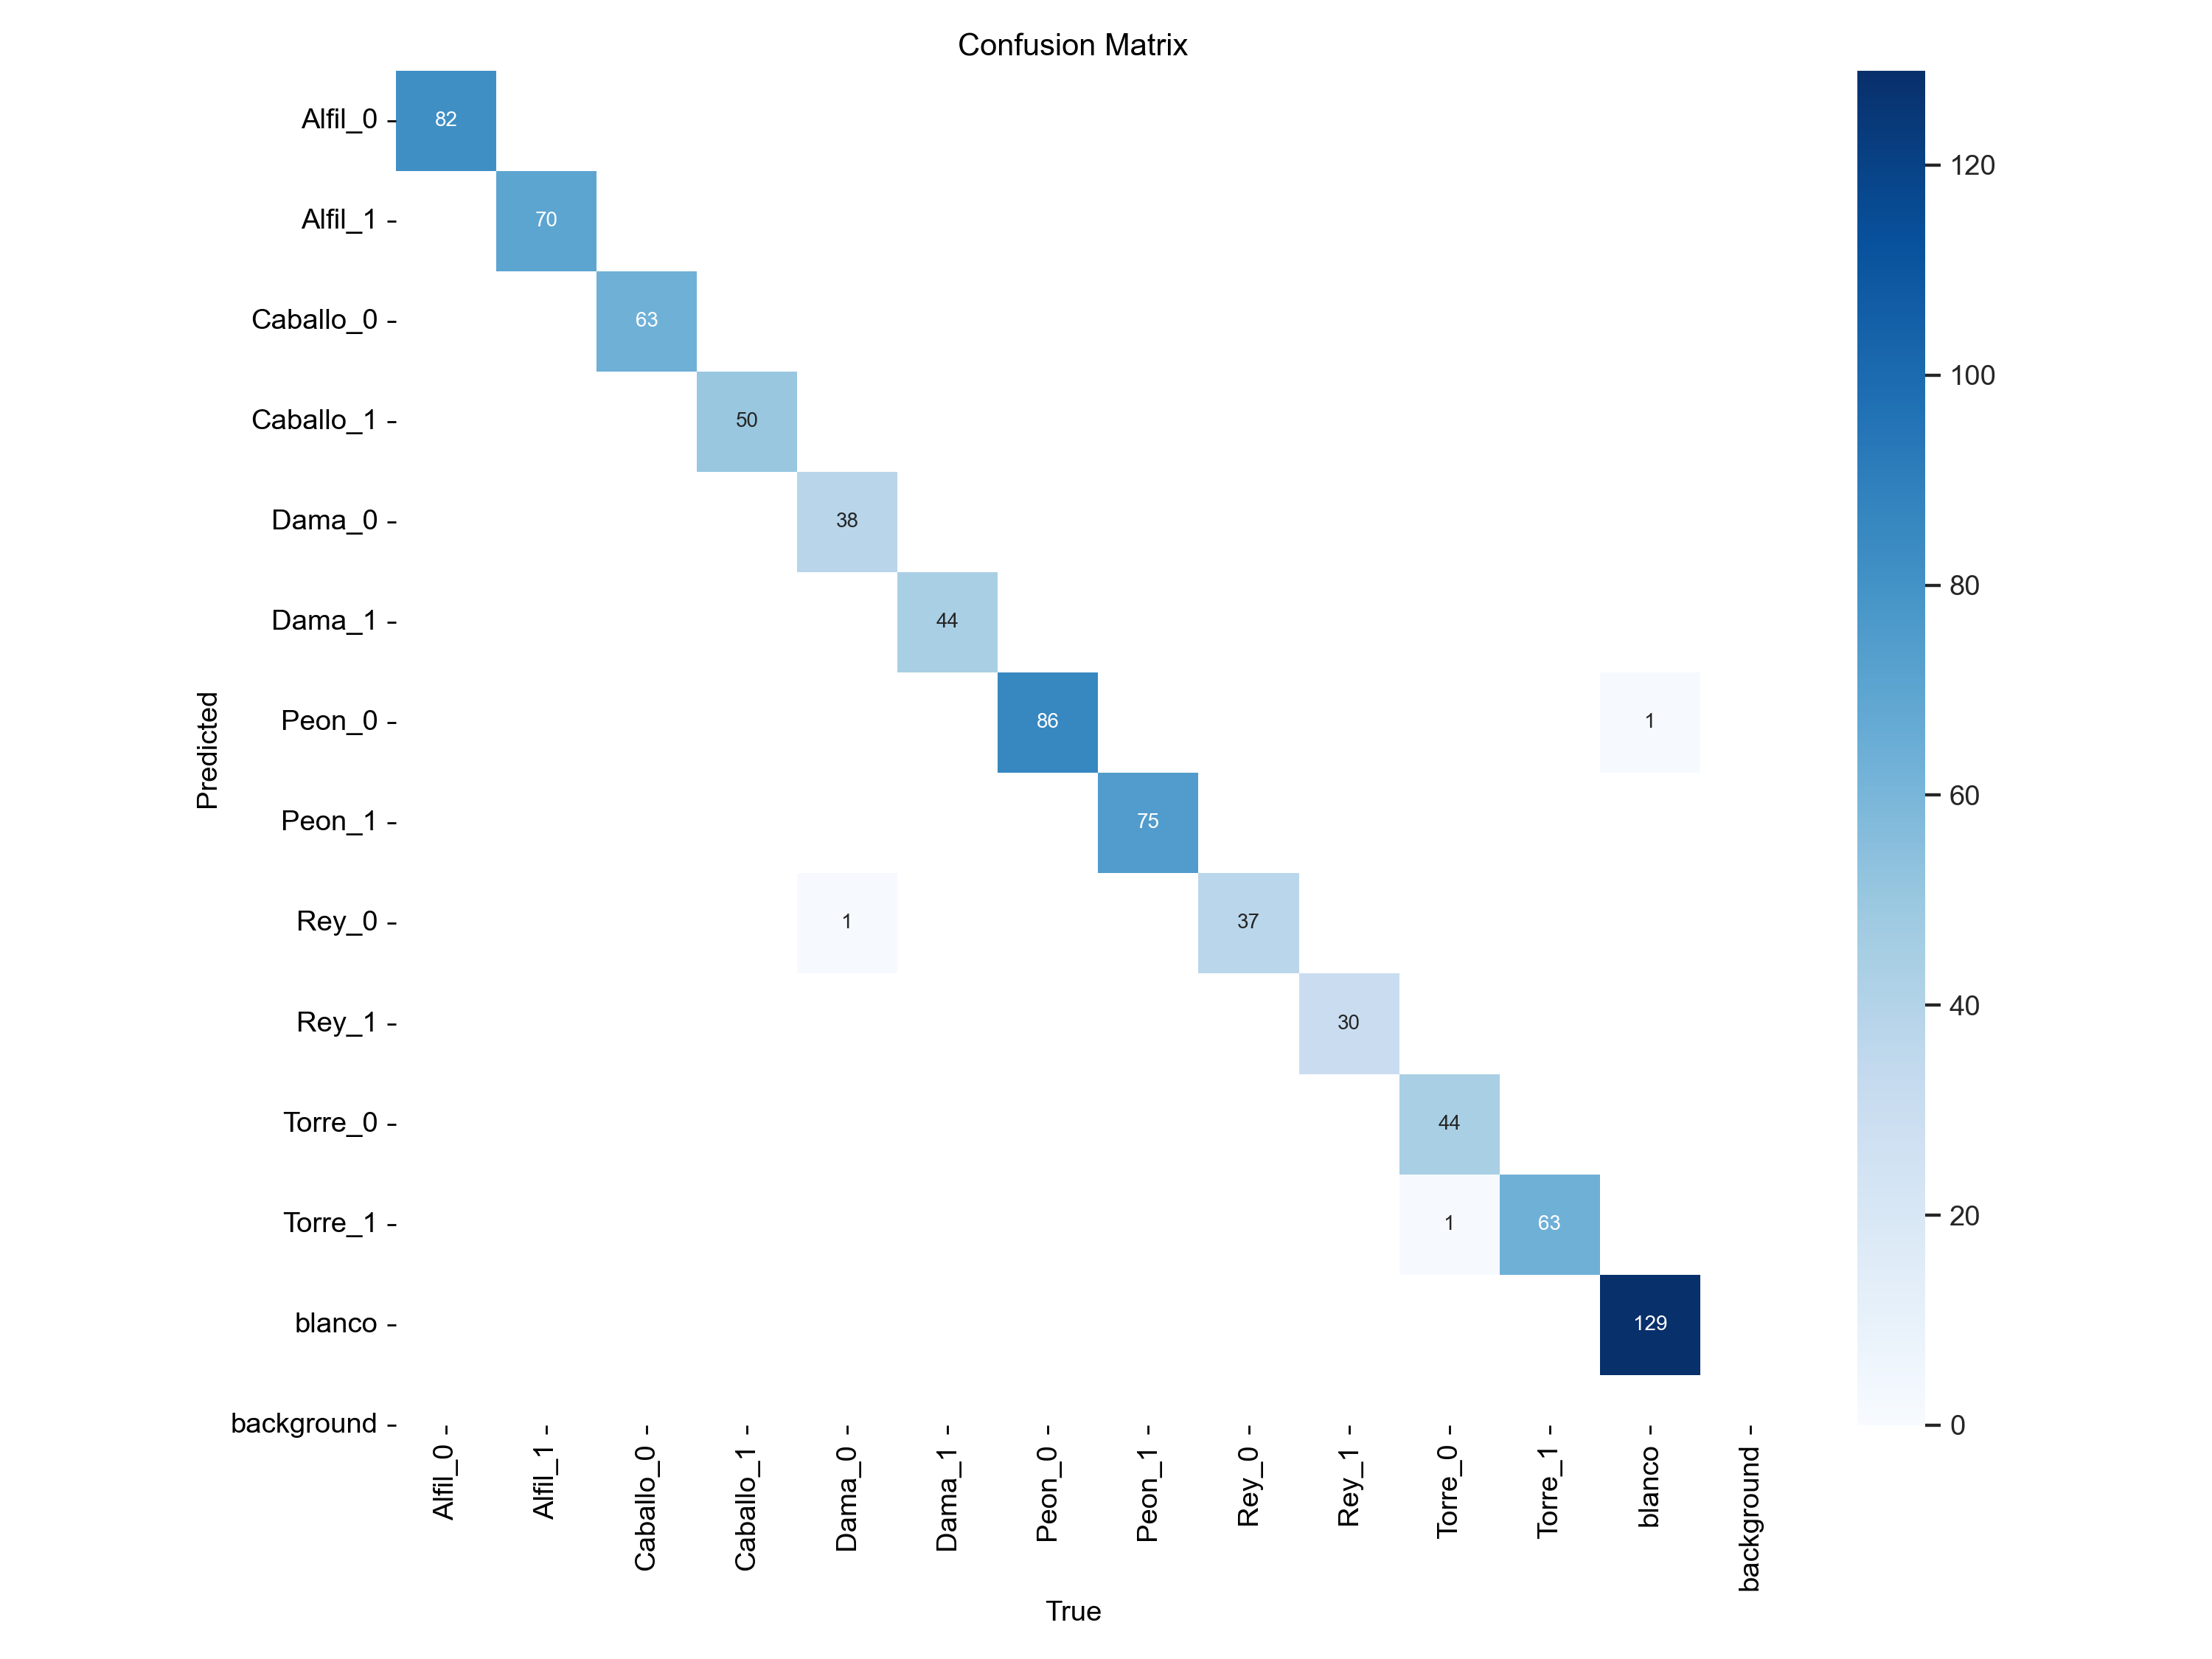 Confusion Matrix
Alfil_0
82
Alfil_1
70
120
Caballo_0
63
100
Caballo_1
50
Dama_0
38
80
Dama_1
44
Predicted
Peon_0
86
1
Peon_1
75
60
Rey_0
1
37
40
Rey_1
30
Torre_0
44
Torre_1
1
63
20
blanco
129
background
0
Alfil_0
Alfil_1
Caballo_0
Caballo_1
Dama_0
Dama_1
Peon_0
Peon_1
Rey_0
Rey_1
Torre_0
Torre_1
blanco
background
True